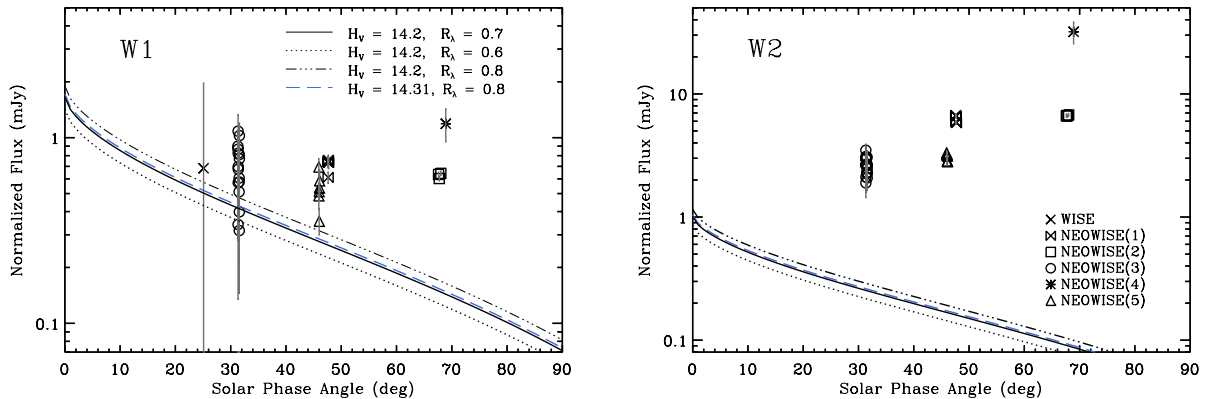 W1
H_V = 14.2, R_λ = 0.7
H_V = 14.2, R_λ = 0.6
H_V = 14.2, R_λ = 0.8
H_V = 14.31, R_λ = 0.8
Normalized Flux (mJy)
1
0.1
0 10 20 30 40 50 60 70 80 90
Solar Phase Angle (deg)
W2
WISE
NEOWISE(1)
NEOWISE(2)
NEOWISE(3)
NEOWISE(4)
NEOWISE(5)
Normalized Flux (mJy)
10
1
0.1
0 10 20 30 40 50 60 70 80 90
Solar Phase Angle (deg)